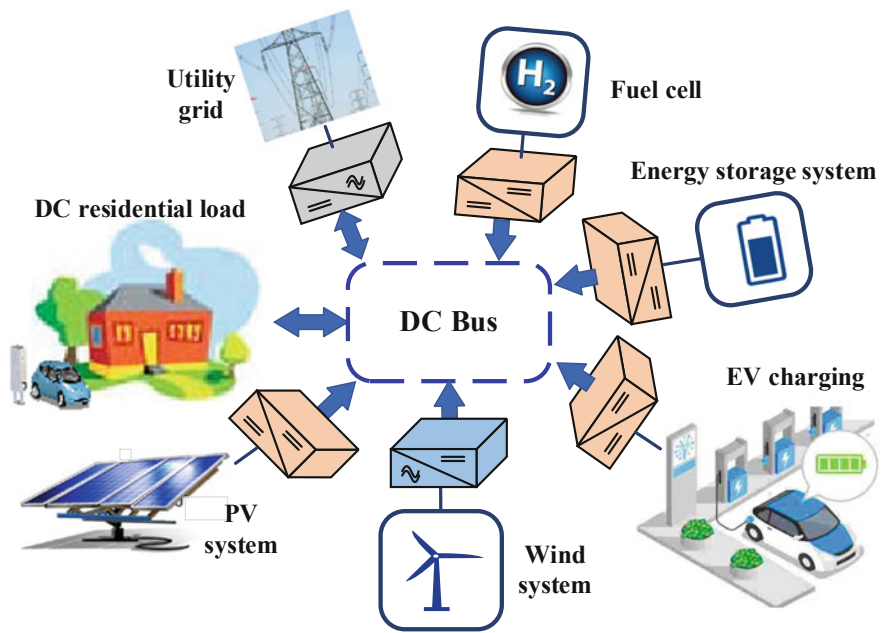 Utility
grid
H2
Fuel cell
Energy storage system
DC residential load
DC Bus
EV charging
PV
system
Wind
system